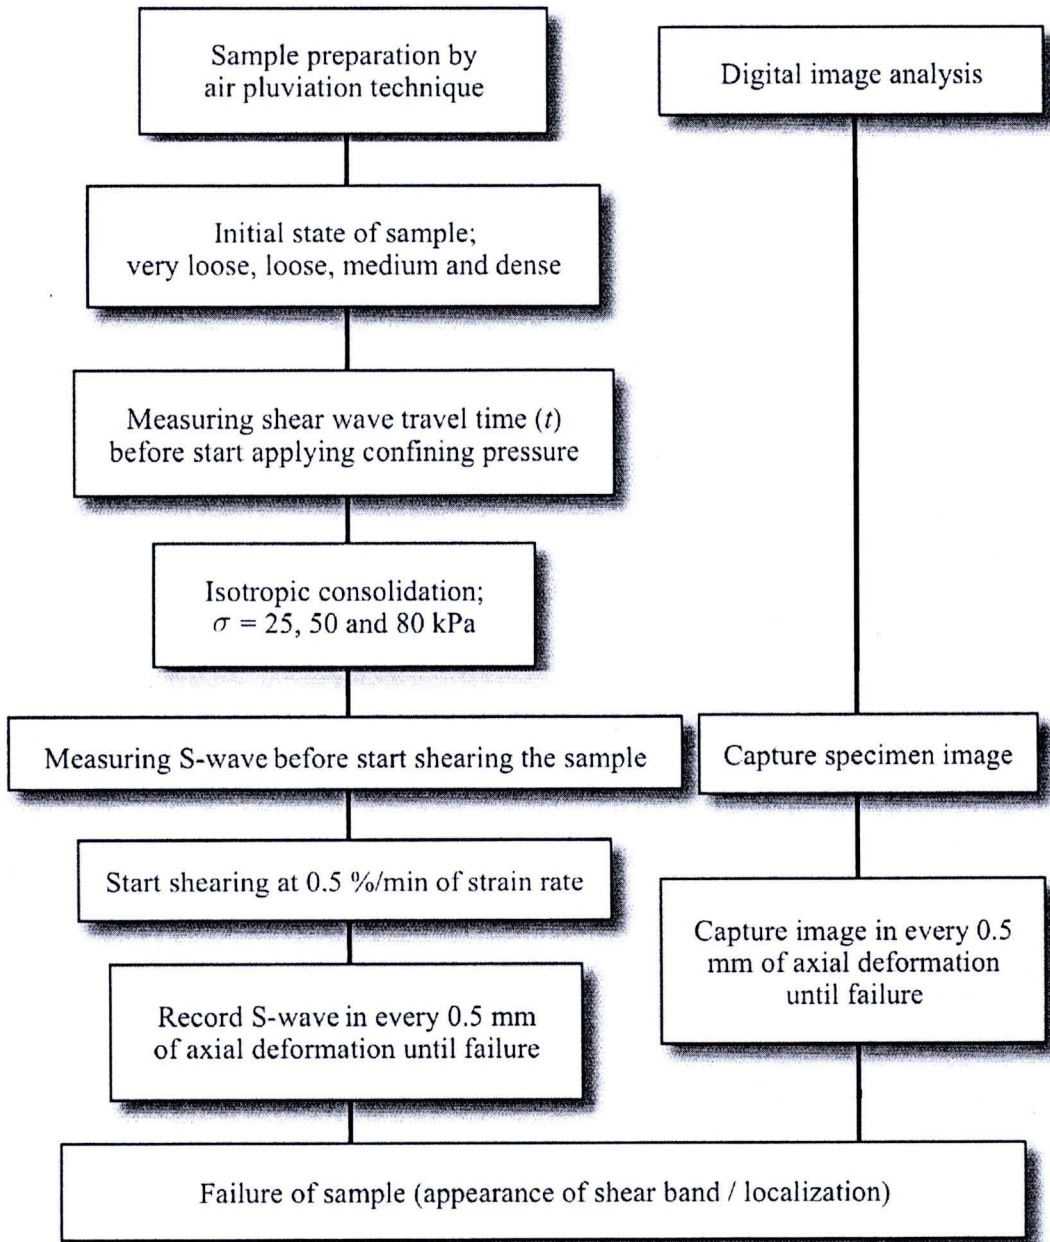 Sample preparation by
air pluviation technique
Digital image analysis
Initial state of sample;
very loose, loose, medium and dense
Measuring shear wave travel time (t)
before start applying confining pressure
Isotropic consolidation;
σ = 25, 50 and 80 kPa
Measuring S-wave before start shearing the sample
Capture specimen image
Start shearing at 0.5 %/min of strain rate
Capture image in every 0.5
mm of axial deformation
until failure
Record S-wave in every 0.5 mm
of axial deformation until failure
Failure of sample (appearance of shear band / localization)